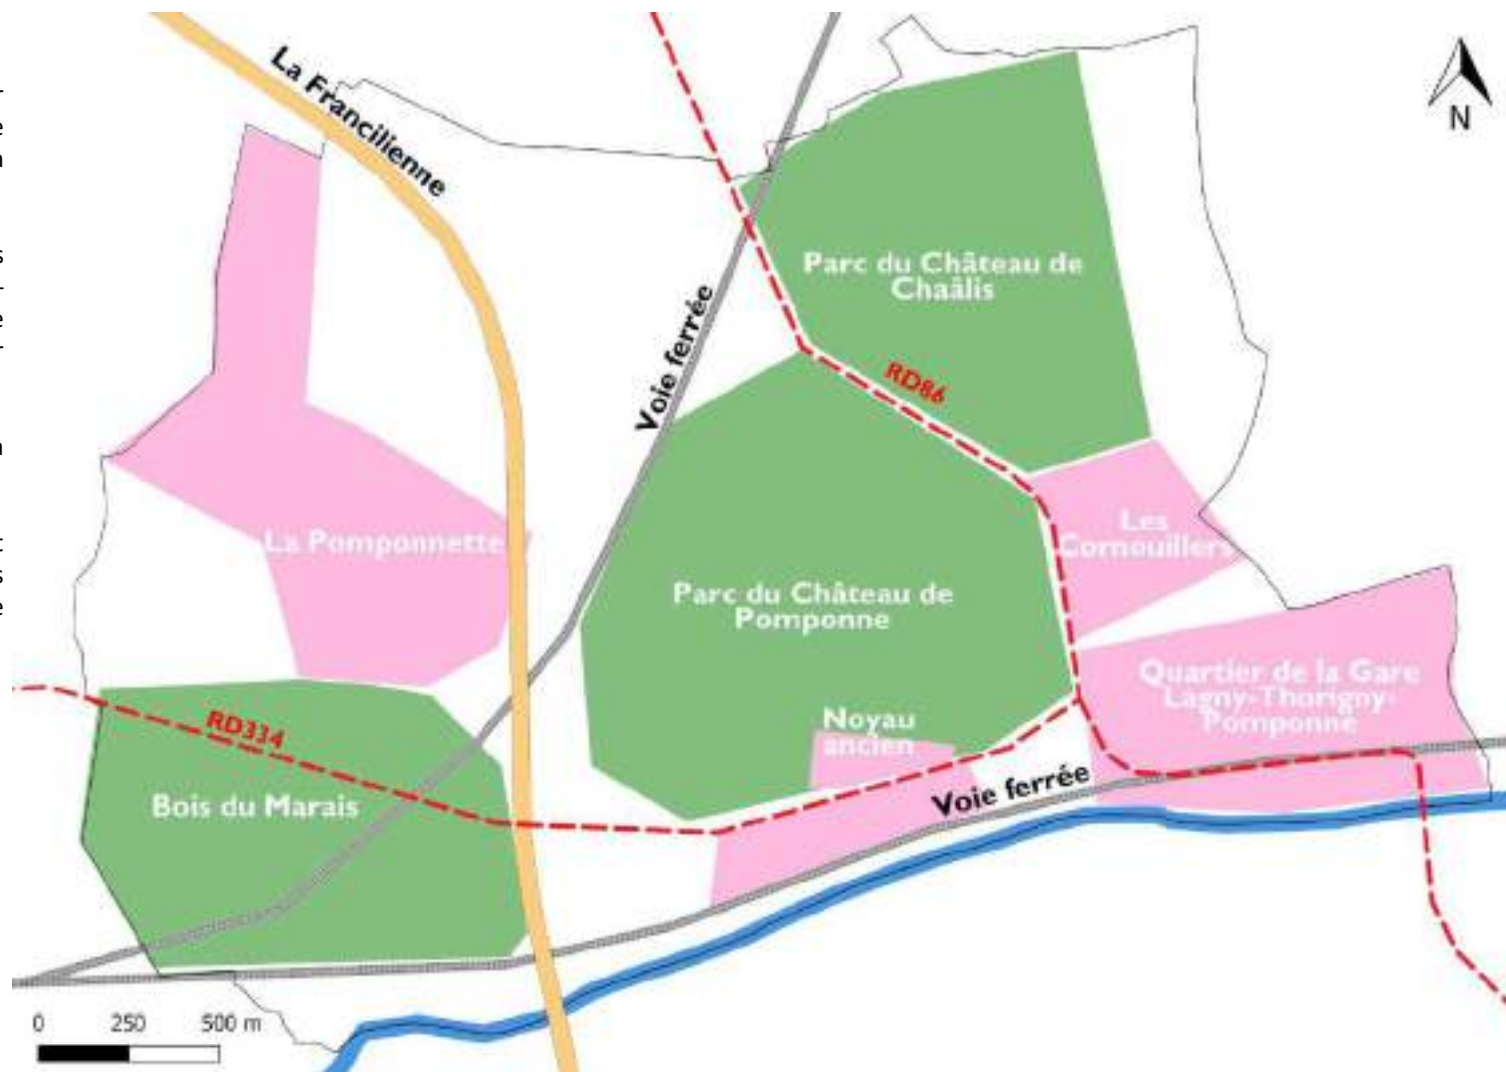 La Francilienne
N
Parc du Château de
Chaâlis
Voie ferrée
RD86
La Pomponnette
Les
Cornouillers
Parc du Château de
Pomponne
Quartier de la Gare
Lagny-Thorigny-
Pomponne
RD334
Noyau
ancien
Bois du Marais
Voie ferrée
0 250 500 m